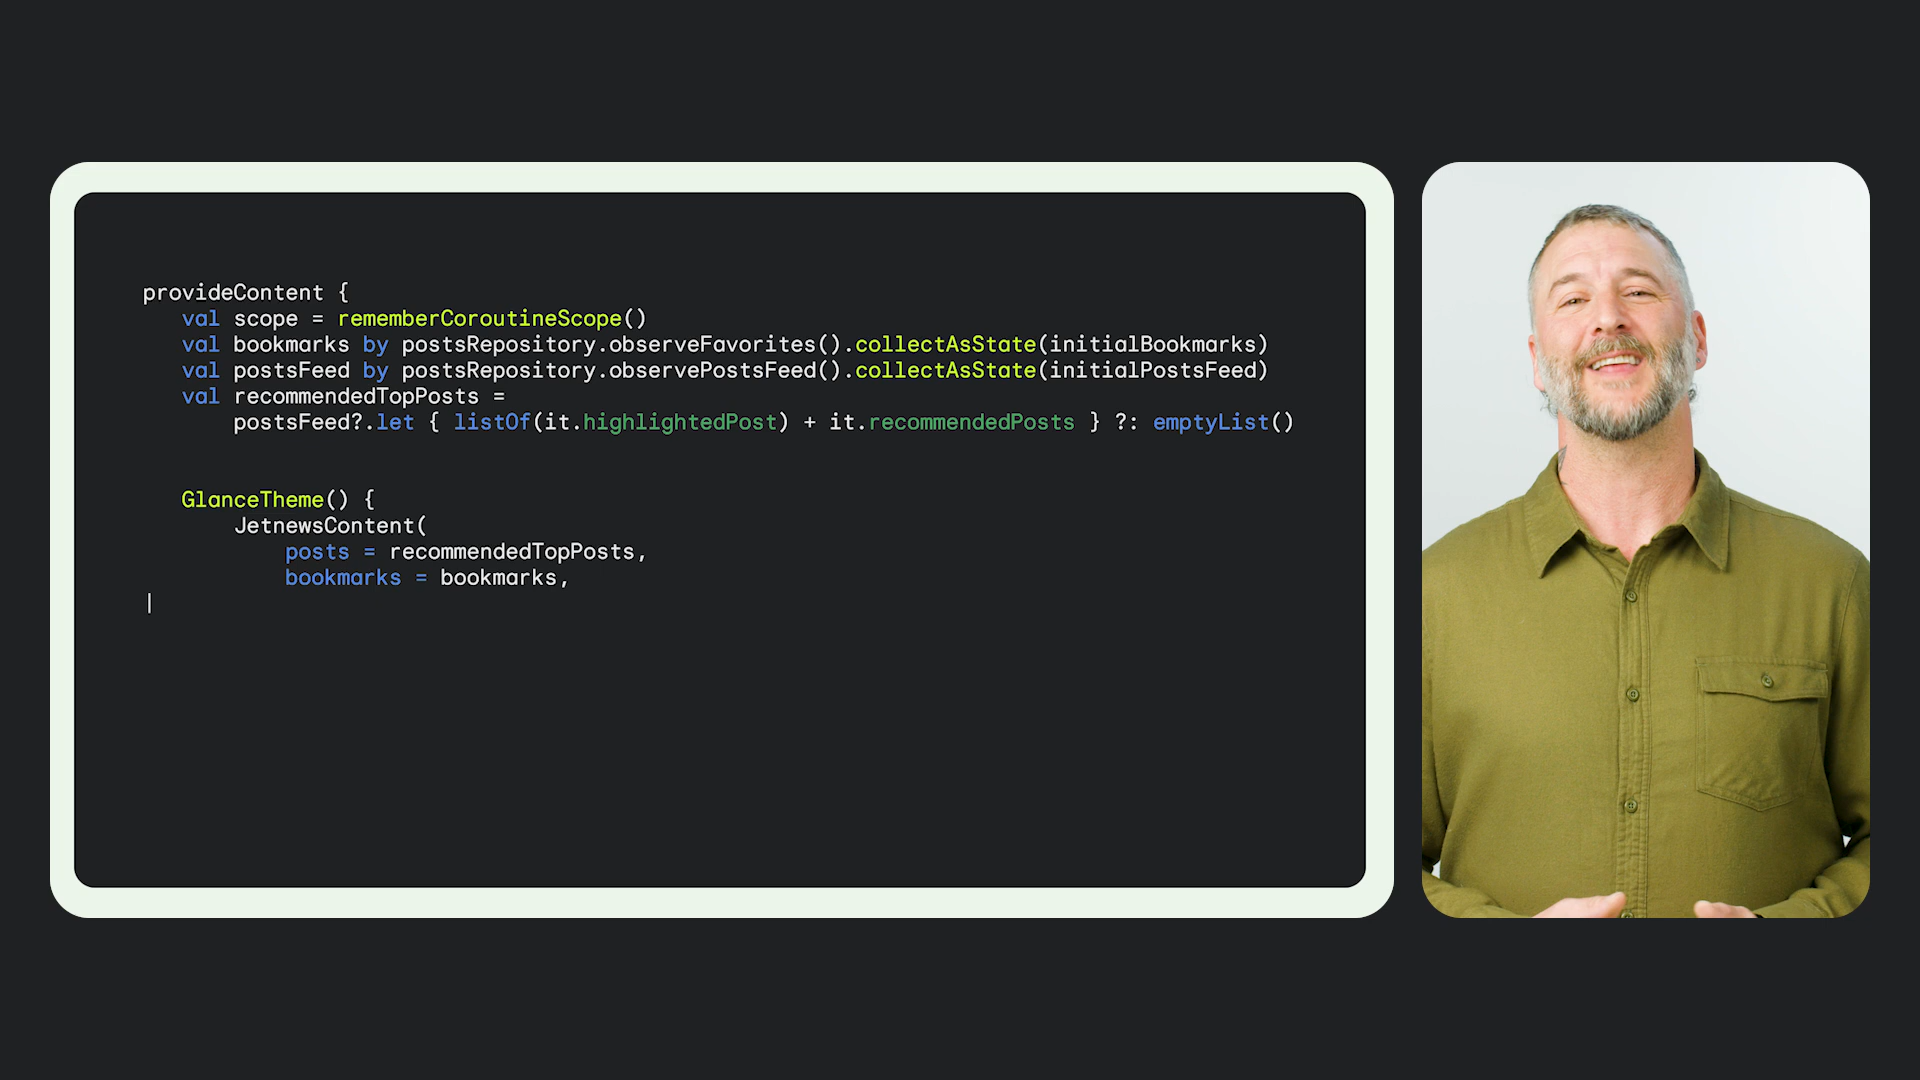 provideContent {
val scope = rememberCoroutineScope()
val bookmarks by postsRepository.observeFavorites().collectAsState(initialBookmarks)
val postsFeed by postsRepository.observePostsFeed().collectAsState(initialPostsFeed)
val recommendedTopPosts =
postsFeed?.let { listOf(it.highlightedPost) + it.recommendedPosts } ?: emptyList()
GlanceTheme() {
JetnewsContent(
posts = recommendedTopPosts,
bookmarks = bookmarks,